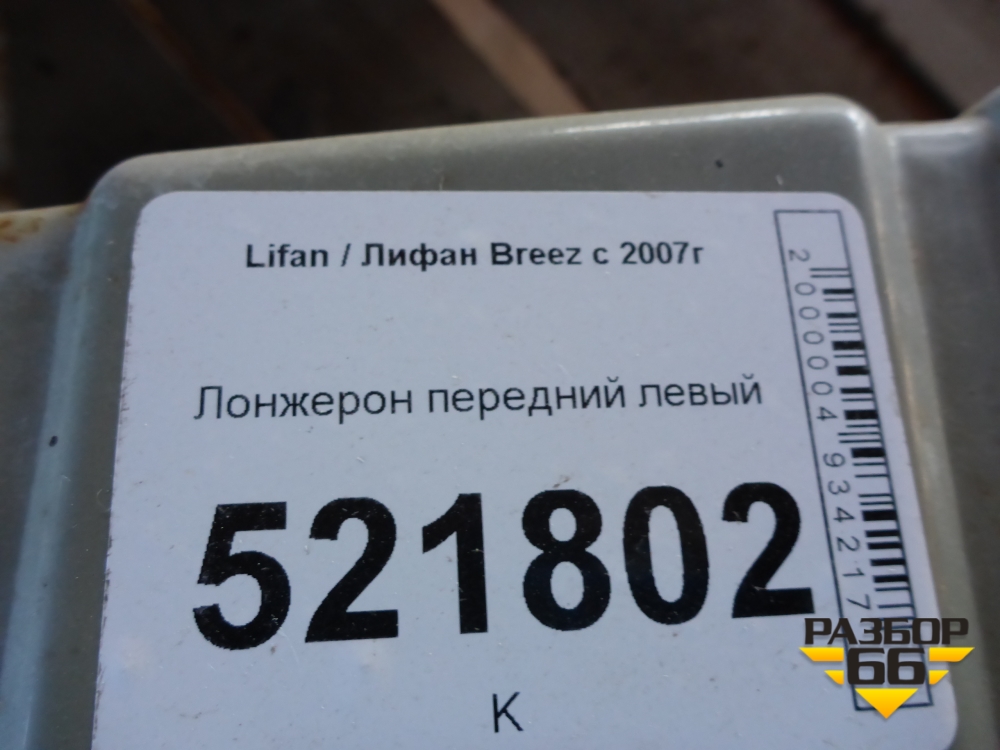 Lifan / Лифан Breez с 2007г
Лонжерон передний левый
521802
К
2000004934217
РАЗБОР
66